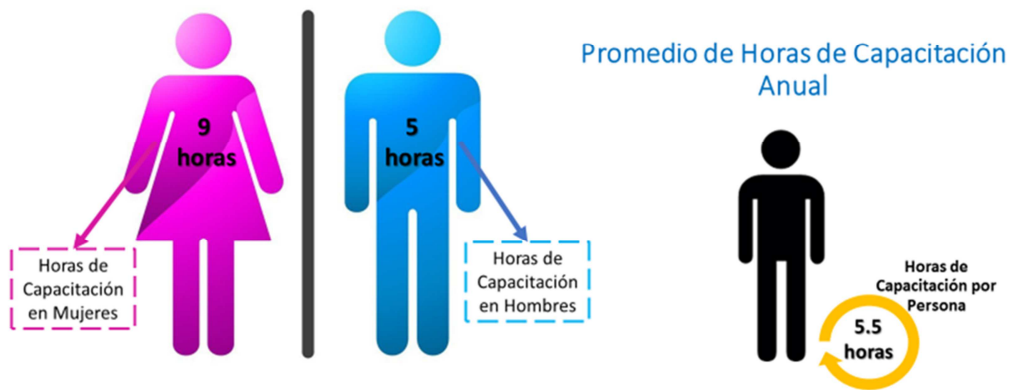 9
horas
Horas de
Capacitación
en Mujeres
5
horas
Horas de
Capacitación
en Hombres
Promedio de Horas de Capacitación
Anual
Horas de
Capacitación por
Persona
5.5
horas